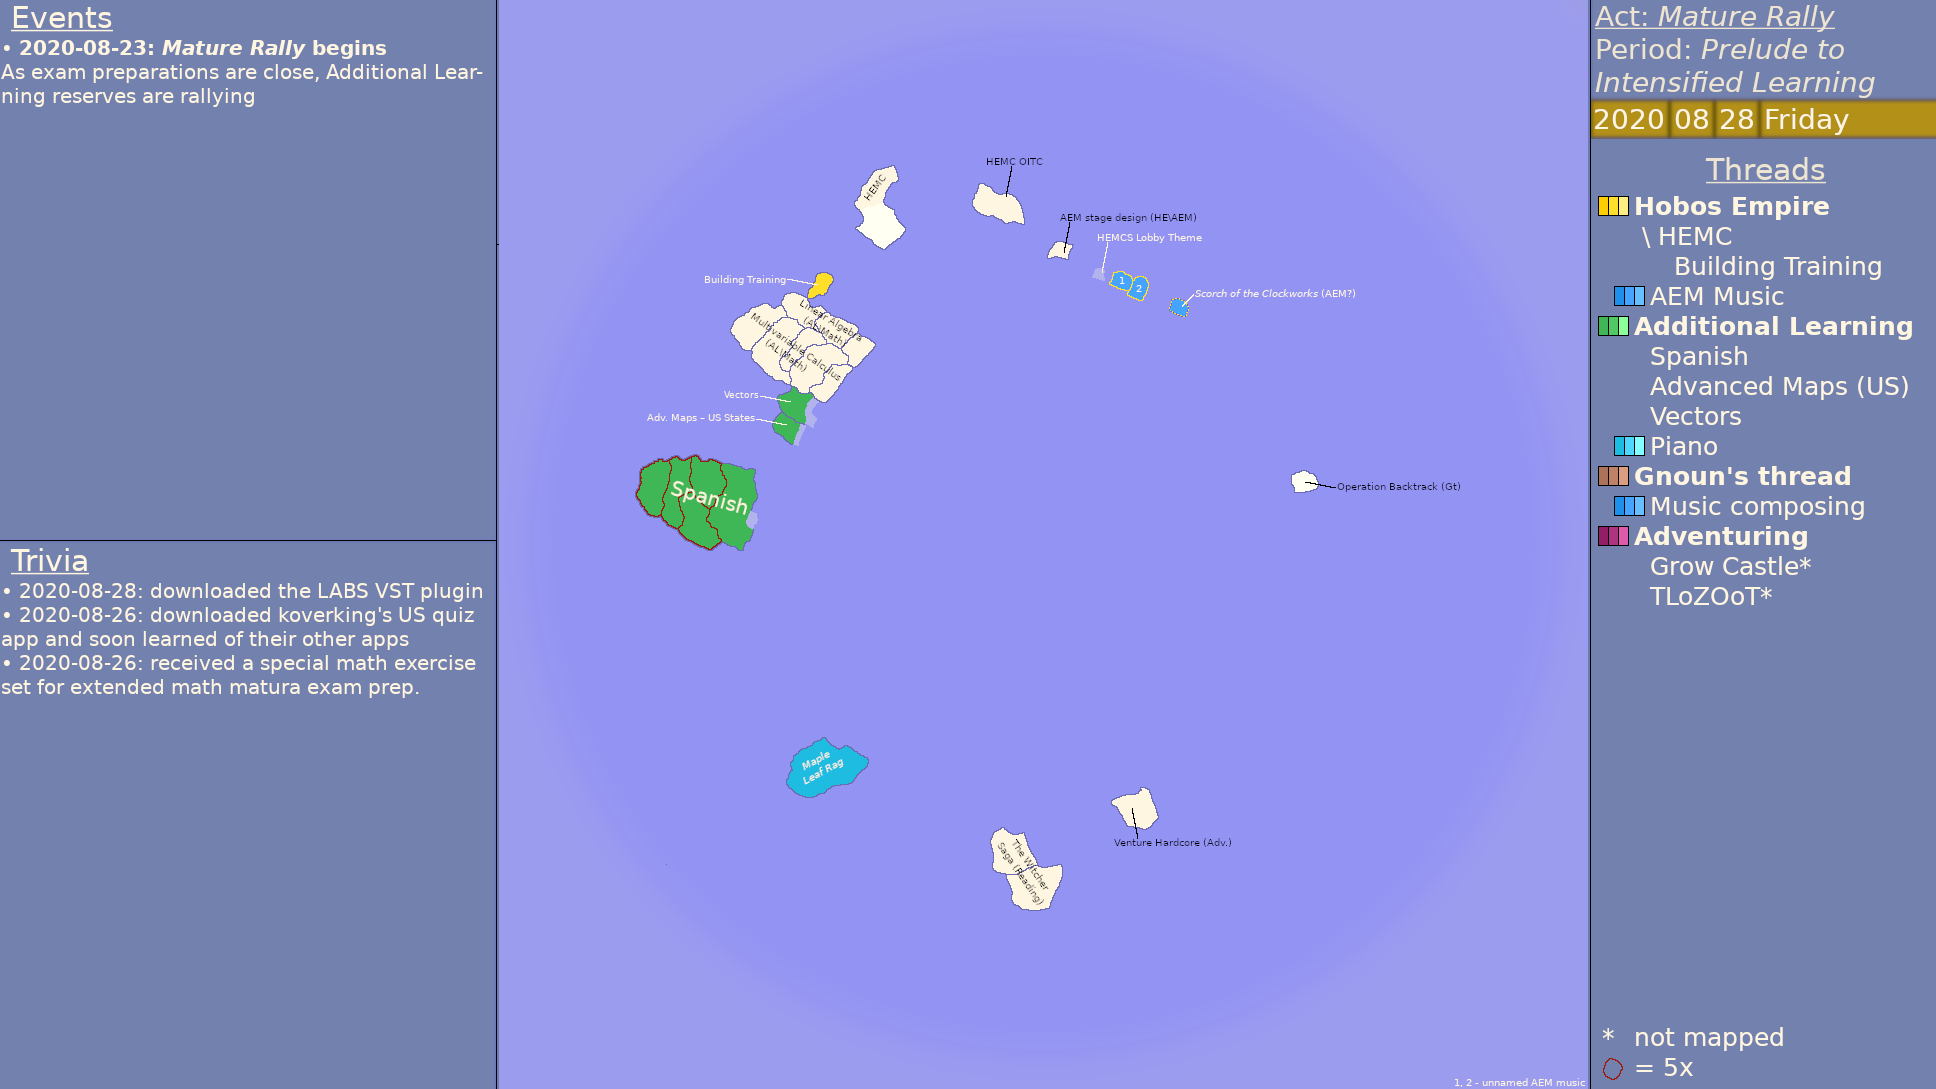 Events
• 2020-08-23: Mature Rally begins
As exam preparations are close, Additional Lear-
ning reserves are rallying
Trivia
• 2020-08-28: downloaded the LABS VST plugin
• 2020-08-26: downloaded koverking's US quiz
app and soon learned of their other apps
• 2020-08-26: received a special math exercise
set for extended math matura exam prep.
HEMC
HEMC OITC
AEM stage design (HE\AEM)
HEMCS Lobby Theme
1
2
Scorch of the Clockworks (AEM?)
Building Training
Linear Algebra
(AL\Math)
Multivariable Calculus
(AL\Math)
Vectors
Adv. Maps – US States
Spanish
Operation Backtrack (Gt)
Maple
Leaf Rag
Venture Hardcore (Adv.)
The Witcher
Saga (Reading)
1, 2 - unnamed AEM music
Act: Mature Rally
Period: Prelude to
Intensified Learning
2020 08 28 Friday
Threads
Hobos Empire
\ HEMC
Building Training
AEM Music
Additional Learning
Spanish
Advanced Maps (US)
Vectors
Piano
Gnoun's thread
Music composing
Adventuring
Grow Castle*
TLoZOoT*
* not mapped
= 5x